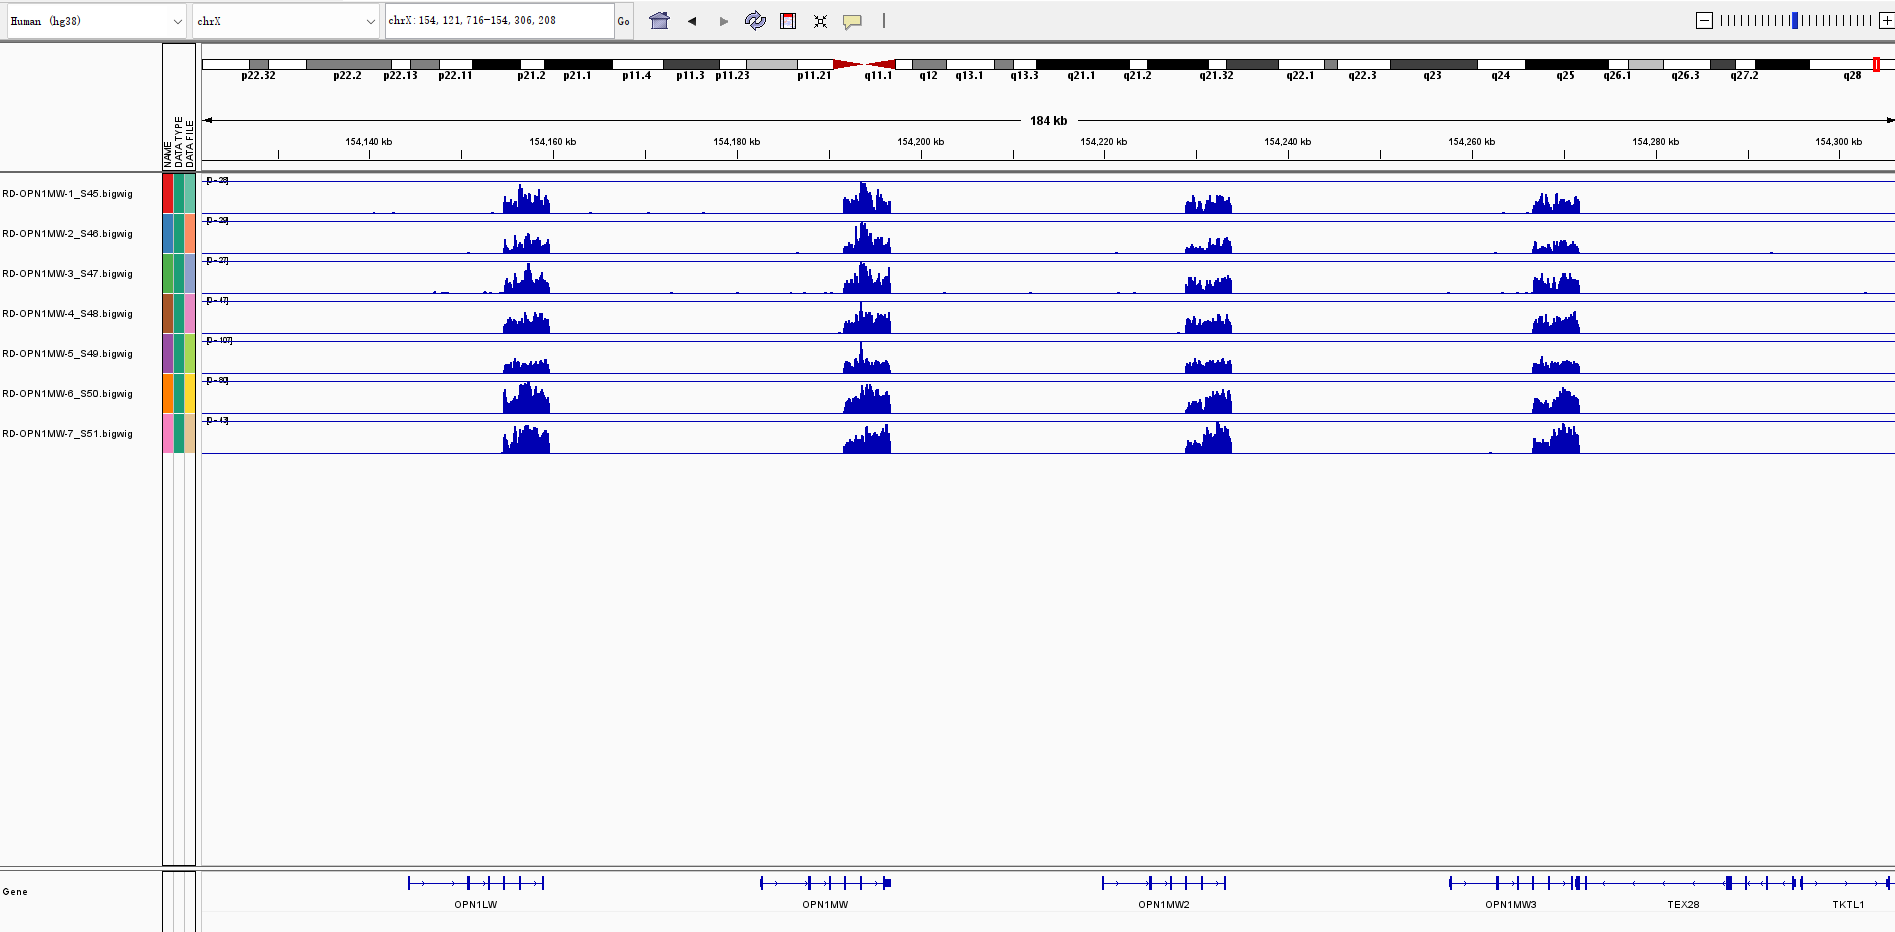 Human (hg38) chrX chrX:154,121,716-154,306,208 Go
p22.32 p22.2 p22.13 p22.11 p21.2 p21.1 p11.4 p11.3 p11.23 p11.21 q11.1 q12 q13.1 q13.3 q21.1 q21.2 q21.32 q22.1 q22.3 q23 q24 q25 q26.1 q26.3 q27.2 q28
184 kb
154,140 kb 154,160 kb 154,180 kb 154,200 kb 154,220 kb 154,240 kb 154,260 kb 154,280 kb 154,300 kb
NAME
DATA TYPE
DATA FILE
RD-OPN1MW-1_S45.bigwig [0 - 28]
RD-OPN1MW-2_S46.bigwig [0 - 29]
RD-OPN1MW-3_S47.bigwig [0 - 27]
RD-OPN1MW-4_S48.bigwig [0 - 47]
RD-OPN1MW-5_S49.bigwig [0 - 107]
RD-OPN1MW-6_S50.bigwig [0 - 80]
RD-OPN1MW-7_S51.bigwig [0 - 43]
Gene
OPN1LW OPN1MW OPN1MW2 OPN1MW3 TEX28 TKTL1